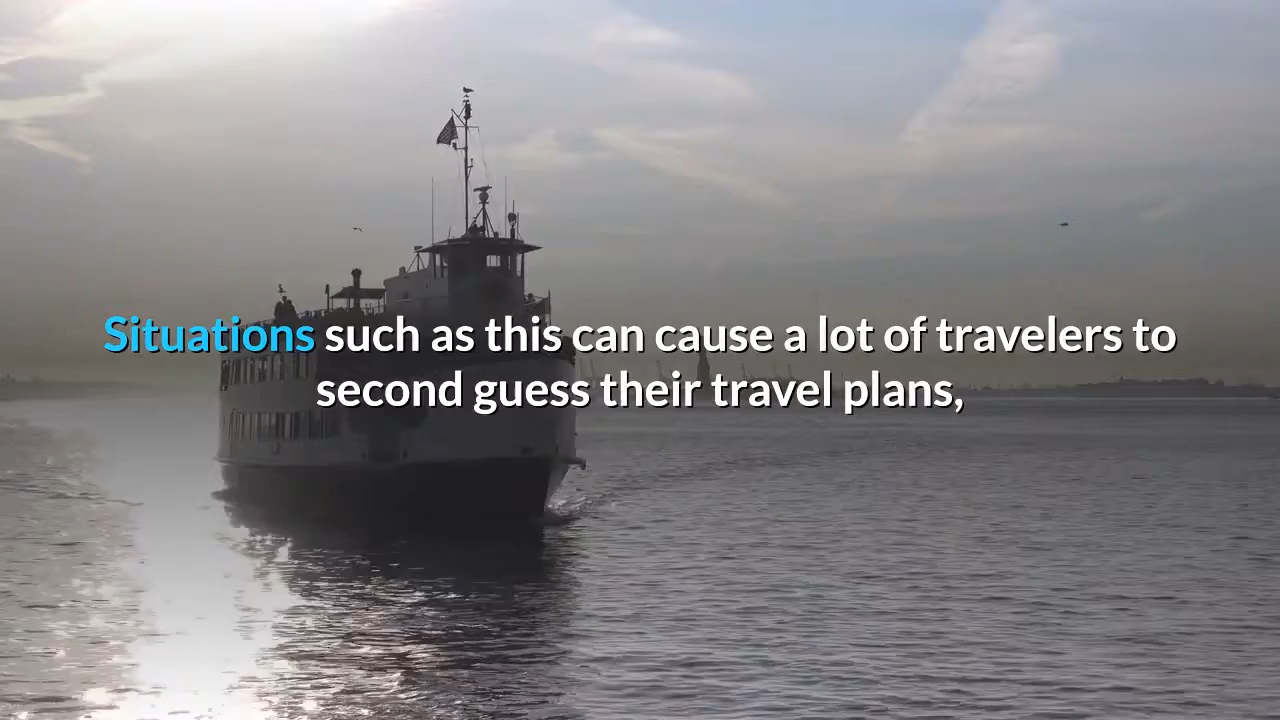 Situations such as this can cause a lot of travelers to
second guess their travel plans,